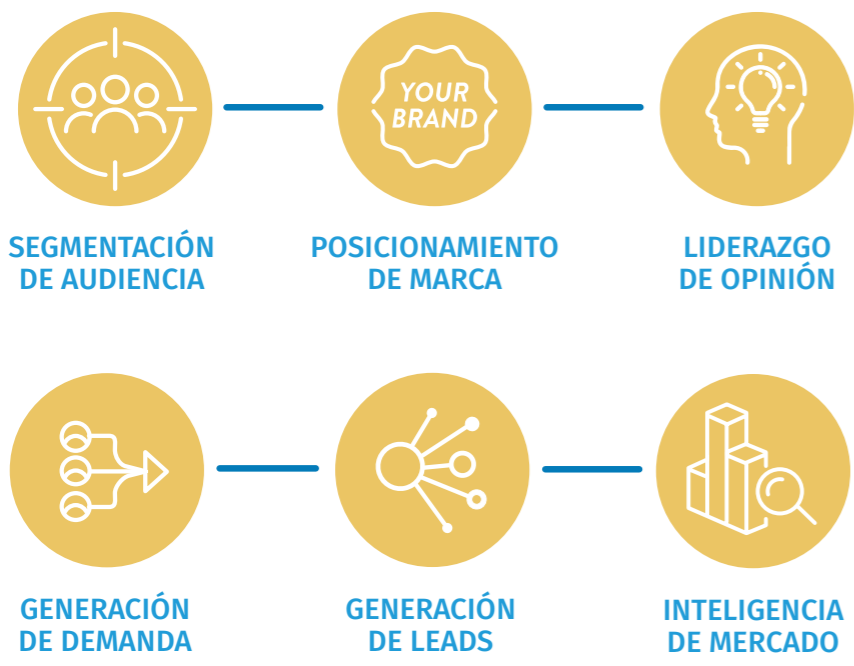 YOUR
BRAND
SEGMENTACIÓN
DE AUDIENCIA
POSICIONAMIENTO
DE MARCA
LIDERAZGO
DE OPINIÓN
GENERACIÓN
DE DEMANDA
GENERACIÓN
DE LEADS
INTELIGENCIA
DE MERCADO